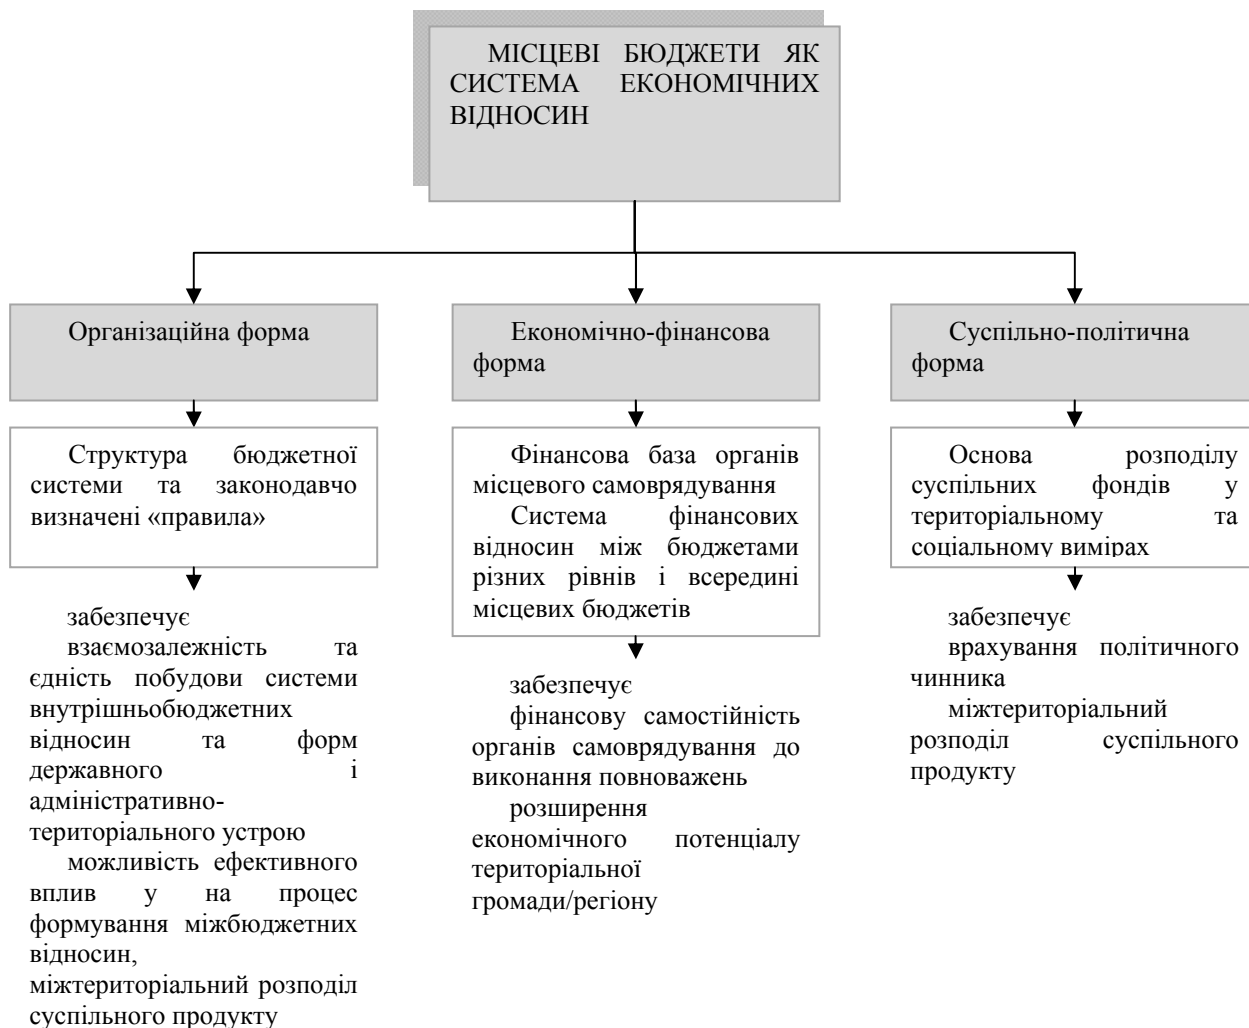 МІСЦЕВІ БЮДЖЕТИ ЯК
СИСТЕМА ЕКОНОМІЧНИХ
ВІДНОСИН
Організаційна форма
Економічно-фінансова
форма
Суспільно-політична
форма
Структура бюджетної
системи та законодавчо
визначені «правила»
Фінансова база органів
місцевого самоврядування
Система фінансових
відносин між бюджетами
різних рівнів і всередині
місцевих бюджетів
Основа розподілу
суспільних фондів у
територіальному та
соціальному вимірах
забезпечує
взаємозалежність та
єдність побудови системи
внутрішньобюджетних
відносин та форм
державного і
адміністративно-
територіального устрою
можливість ефективного
вплив у на процес
формування міжбюджетних
відносин,
міжтериторіальний розподіл
суспільного продукту
забезпечує
фінансову самостійність
органів самоврядування до
виконання повноважень
розширення
економічного потенціалу
територіальної
громади/регіону
забезпечує
врахування політичного
чинника
міжтериторіальний
розподіл суспільного
продукту